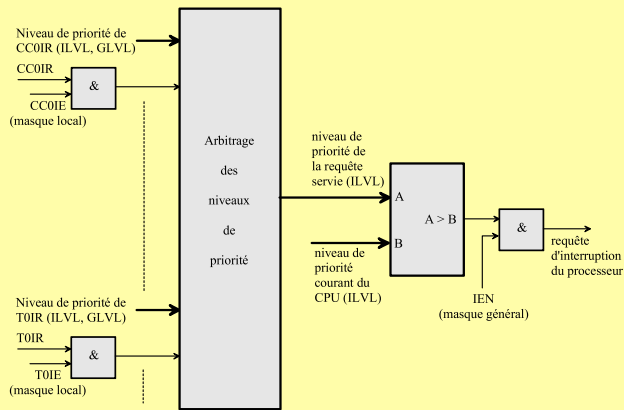 Niveau de priorité de
CC0IR (ILVL, GLVL)
CC0IR
&
CC0IE
(masque local)
Arbitrage
des
niveaux
de
priorité
niveau de
priorité de
la requête
servie (ILVL)
A
A > B
B
niveau de
priorité
courant du
CPU (ILVL)
&
IEN
(masque général)
requête
d'interruption
du processeur
Niveau de priorité de
T0IR (ILVL, GLVL)
T0IR
&
T0IE
(masque local)